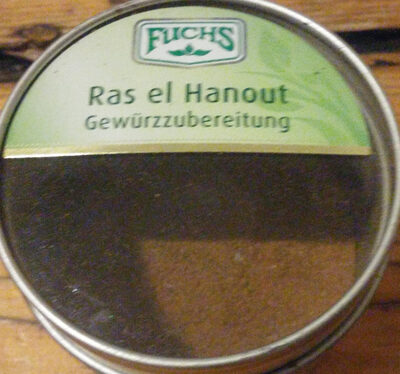 FUCHS
Ras el Hanout
Gewürzzubereitung